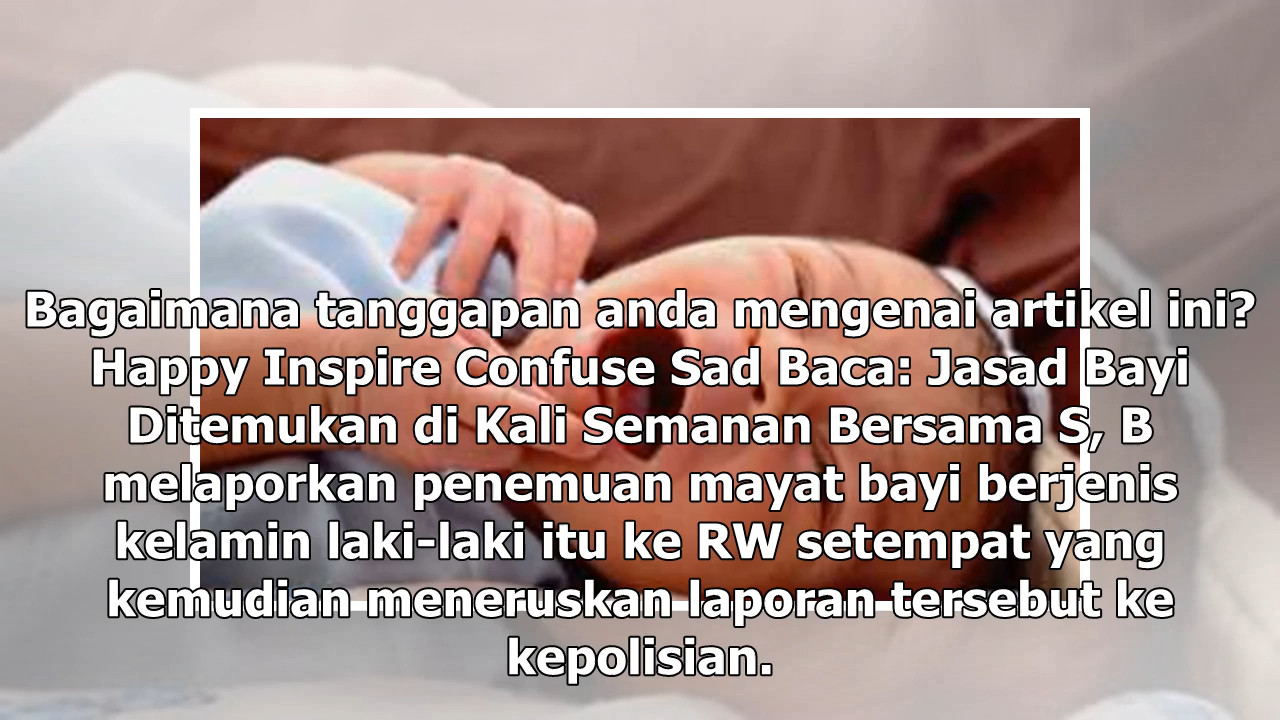 Bagaimana tanggapan anda mengenai artikel ini?
Happy Inspire Confuse Sad Baca: Jasad Bayi
Ditemukan di Kali Semanan Bersama S, B
melaporkan penemuan mayat bayi berjenis
kelamin laki-laki itu ke RW setempat yang
kemudian meneruskan laporan tersebut ke
kepolisian.